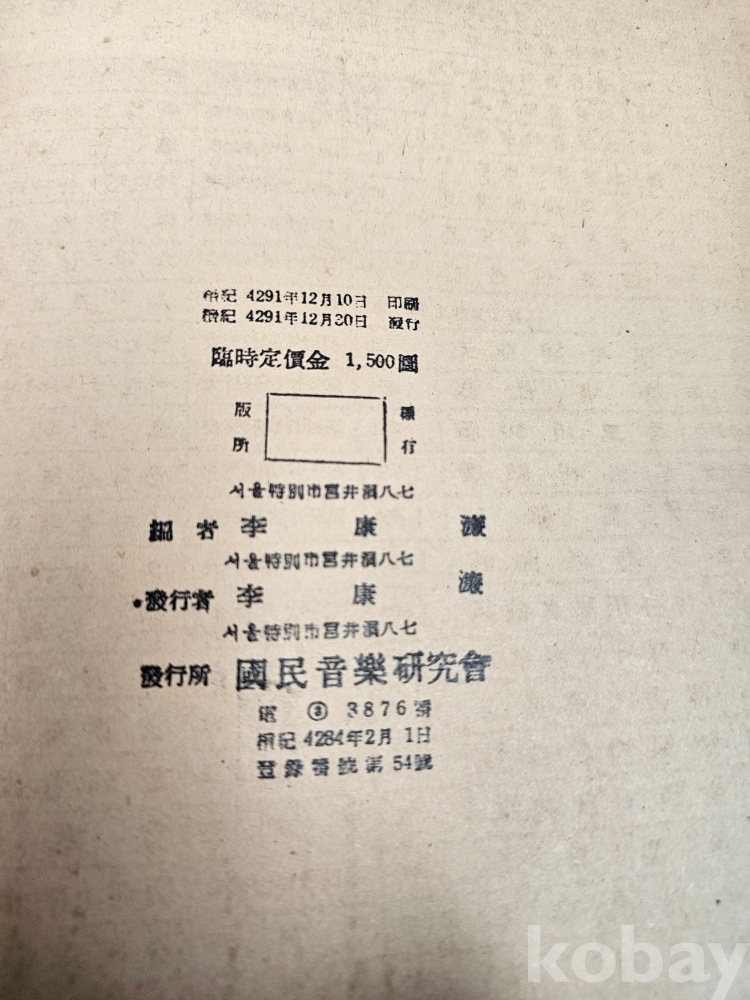 檀紀 4291年12月10日 印刷
檀紀 4291年12月30日 發行
臨時定價金 1,500圜
版權
所有
서울特別市宮井洞八七
編者 李康濂
서울特別市宮井洞八七
發行者 李康濂
서울特別市宮井洞八七
發行所 國民音樂研究會
電 ③ 3876號
檀紀 4284年2月1日
登錄番號第54號
kobay